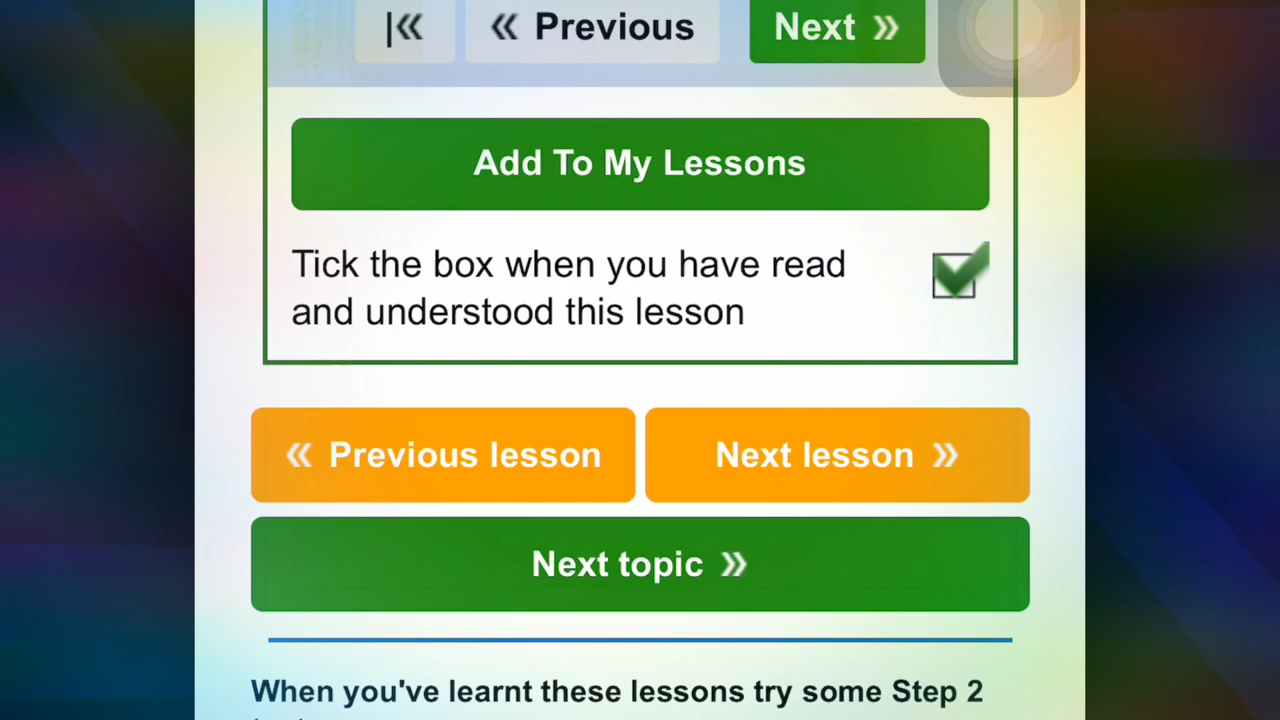 |« « Previous Next »
Add To My Lessons
Tick the box when you have read
and understood this lesson
« Previous lesson Next lesson »
Next topic »
When you've learnt these lessons try some Step 2